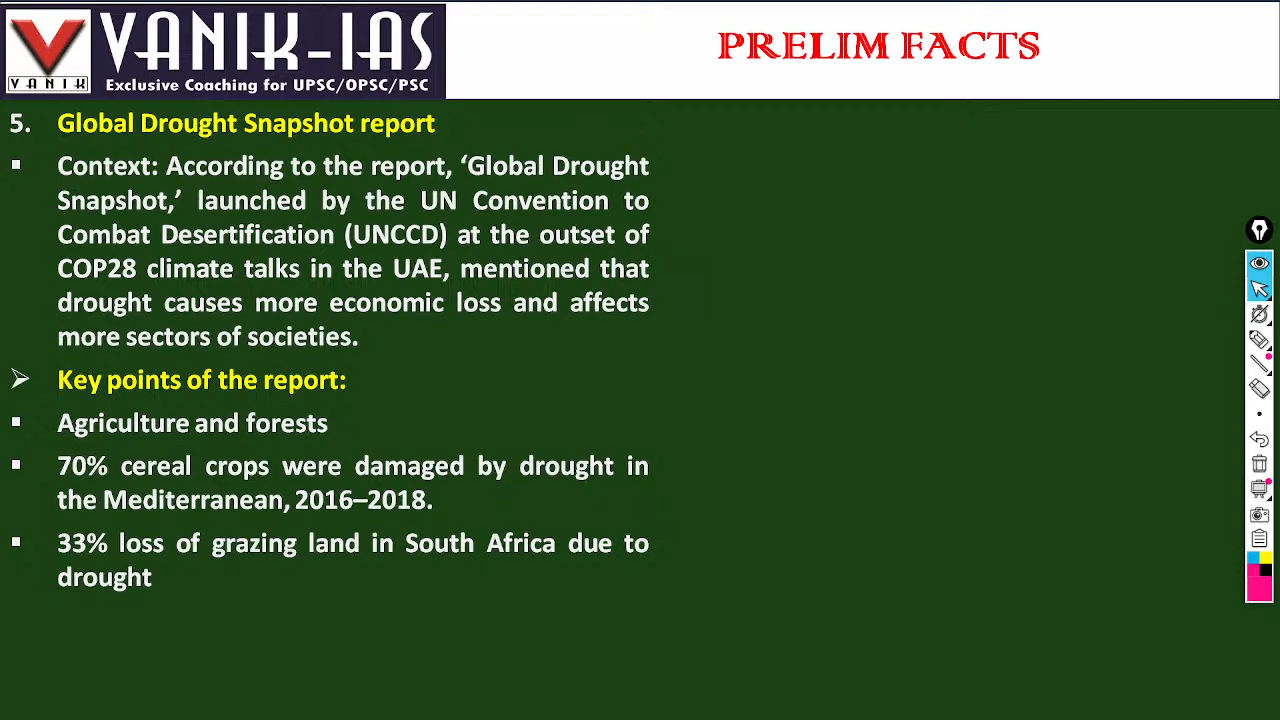 VANIK
VANIK-IAS
Exclusive Coaching for UPSC/OPSC/PSC
PRELIM FACTS
5. Global Drought Snapshot report
▪ Context: According to the report, ‘Global Drought
Snapshot,’ launched by the UN Convention to
Combat Desertification (UNCCD) at the outset of
COP28 climate talks in the UAE, mentioned that
drought causes more economic loss and affects
more sectors of societies.
➢ Key points of the report:
▪ Agriculture and forests
▪ 70% cereal crops were damaged by drought in
the Mediterranean, 2016–2018.
▪ 33% loss of grazing land in South Africa due to
drought